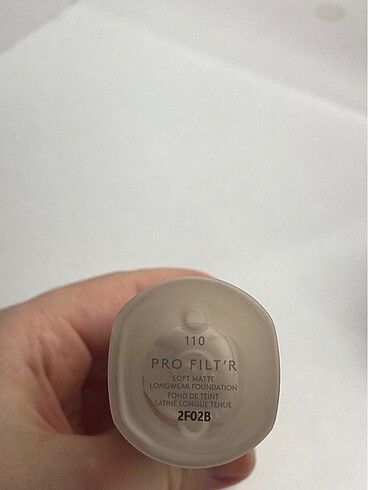 110
PRO FILT'R
SOFT MATTE
LONGWEAR FOUNDATION
FOND DE TEINT
SATINÉ LONGUE TENUE
2F02B